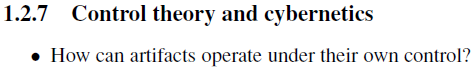 1.2.7 Control theory and cybernetics
• How can artifacts operate under their own control?